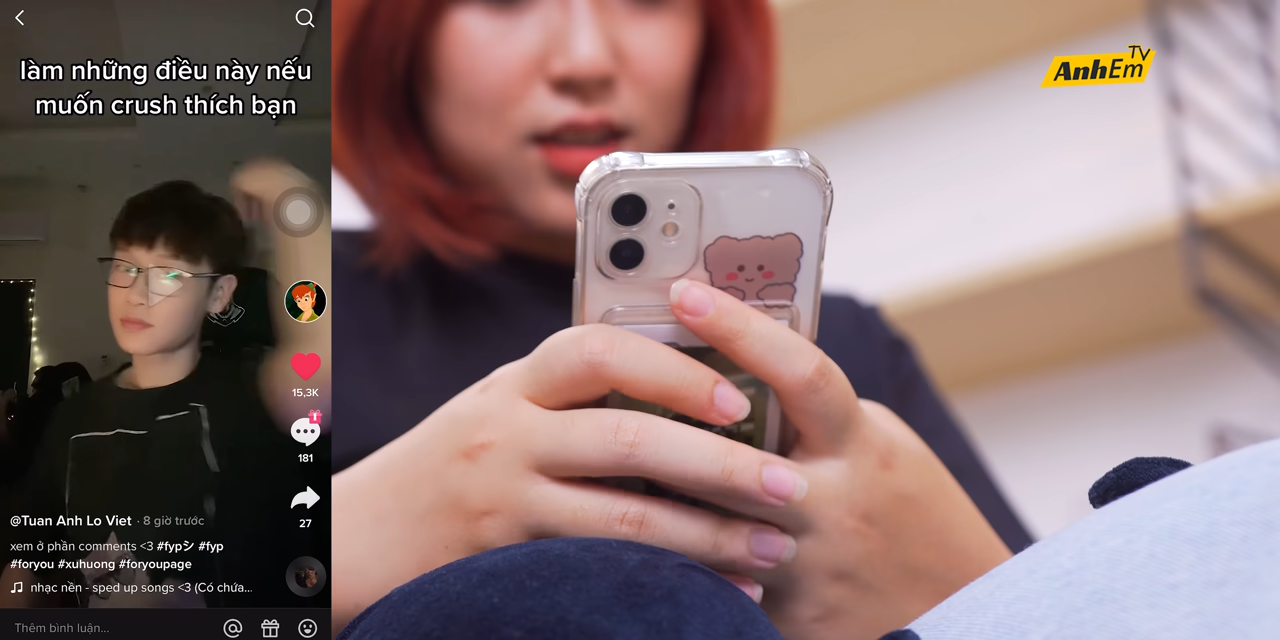 làm những điều này nếu
muốn crush thích bạn
15,3K
181
27
@Tuan Anh Lo Viet · 8 giờ trước
xem ở phần comments <3 #fypシ #fyp
#foryou #xuhuong #foryoupage
nhạc nền - sped up songs <3 (Có chứa...
Thêm bình luận...
AnhEm TV